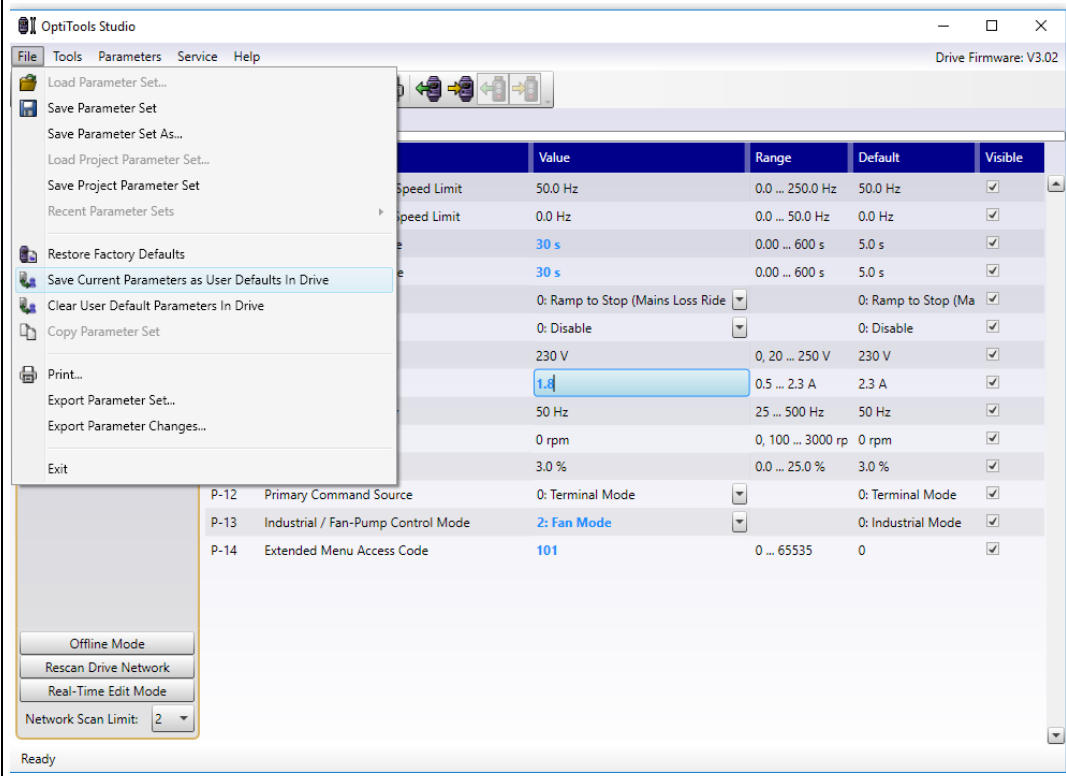 OptiTools Studio
File Tools Parameters Service Help Drive Firmware: V3.02
Load Parameter Set...
Save Parameter Set
Save Parameter Set As...
Load Project Parameter Set...
Save Project Parameter Set
Recent Parameter Sets
Restore Factory Defaults
Save Current Parameters as User Defaults In Drive
Clear User Default Parameters In Drive
Copy Parameter Set
Print...
Export Parameter Set...
Export Parameter Changes...
Exit
Value Range Default Visible
Speed Limit 50.0 Hz 0.0 ... 250.0 Hz 50.0 Hz
Speed Limit 0.0 Hz 0.0 ... 50.0 Hz 0.0 Hz
e 30 s 0.00 ... 600 s 5.0 s
e 30 s 0.00 ... 600 s 5.0 s
0: Ramp to Stop (Mains Loss Ride 0: Ramp to Stop (Ma
0: Disable 0: Disable
230 V 0, 20 ... 250 V 230 V
1.8 0.5 ... 2.3 A 2.3 A
50 Hz 25 ... 500 Hz 50 Hz
0 rpm 0, 100 ... 3000 rp 0 rpm
3.0 % 0.0 ... 25.0 % 3.0 %
P-12 Primary Command Source 0: Terminal Mode 0: Terminal Mode
P-13 Industrial / Fan-Pump Control Mode 2: Fan Mode 0: Industrial Mode
P-14 Extended Menu Access Code 101 0 ... 65535 0
Offline Mode
Rescan Drive Network
Real-Time Edit Mode
Network Scan Limit: 2
Ready